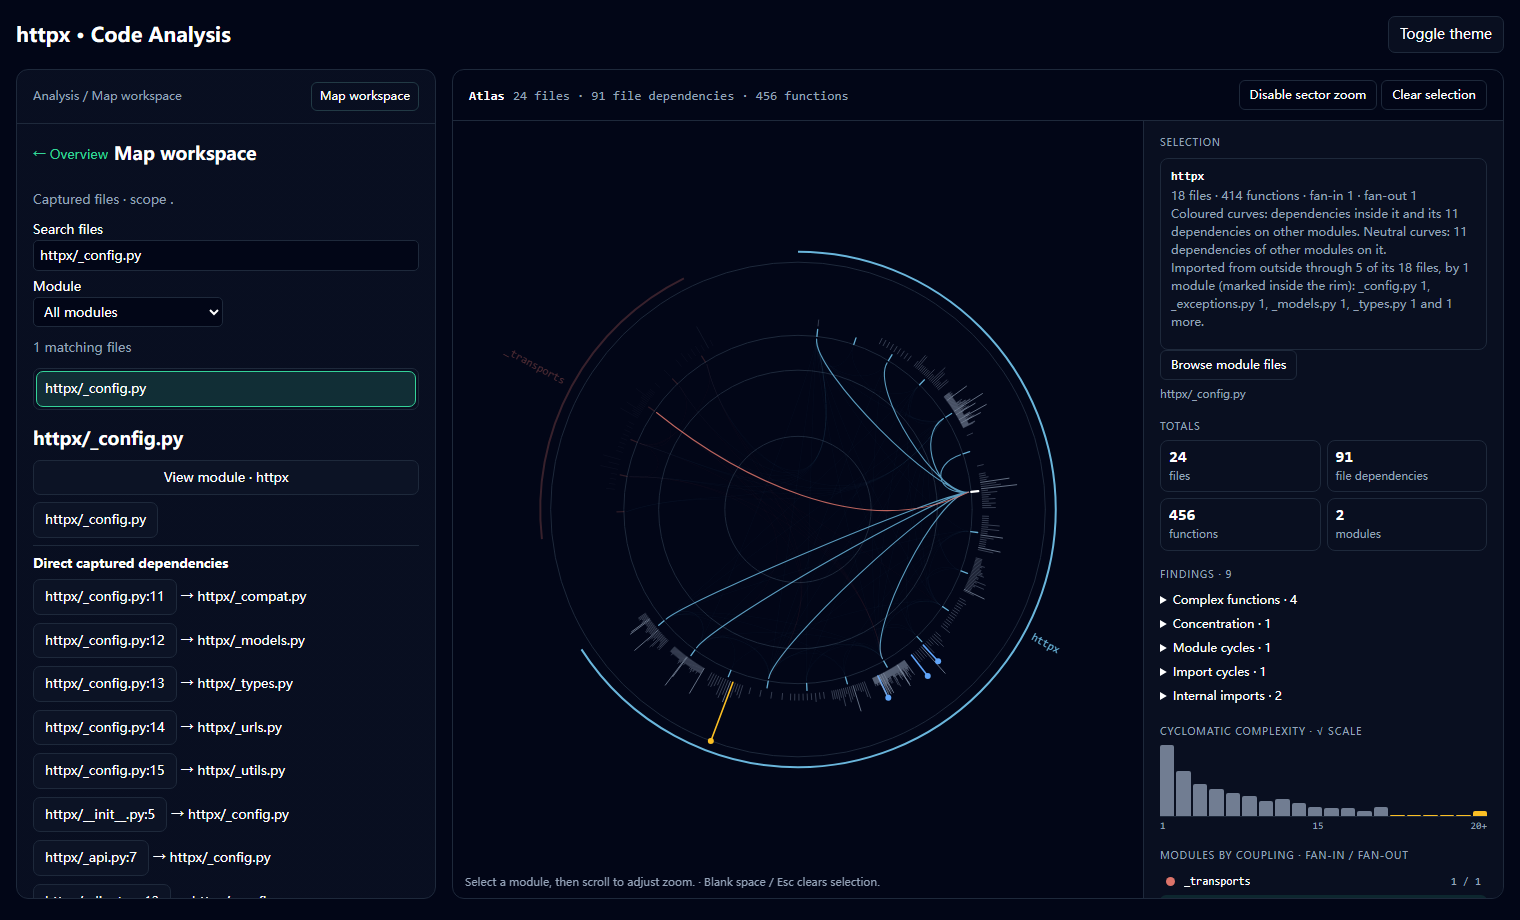 httpx • Code Analysis
Toggle theme
Analysis / Map workspace
Map workspace
← Overview Map workspace
Captured files · scope .
Search files
httpx/_config.py
Module
All modules
1 matching files
httpx/_config.py
httpx/_config.py
View module · httpx
httpx/_config.py
Direct captured dependencies
httpx/_config.py:11 → httpx/_compat.py
httpx/_config.py:12 → httpx/_models.py
httpx/_config.py:13 → httpx/_types.py
httpx/_config.py:14 → httpx/_urls.py
httpx/_config.py:15 → httpx/_utils.py
httpx/__init__.py:5 → httpx/_config.py
httpx/_api.py:7 → httpx/_config.py
Atlas 24 files · 91 file dependencies · 456 functions
Disable sector zoom
Clear selection
_transports
httpx
Select a module, then scroll to adjust zoom. · Blank space / Esc clears selection.
SELECTION
httpx
18 files · 414 functions · fan-in 1 · fan-out 1
Coloured curves: dependencies inside it and its 11
dependencies on other modules. Neutral curves: 11
dependencies of other modules on it.
Imported from outside through 5 of its 18 files, by 1
module (marked inside the rim): _config.py 1,
_exceptions.py 1, _models.py 1, _types.py 1 and 1
more.
Browse module files
httpx/_config.py
TOTALS
24
files
91
file dependencies
456
functions
2
modules
FINDINGS · 9
Complex functions · 4
Concentration · 1
Module cycles · 1
Import cycles · 1
Internal imports · 2
CYCLOMATIC COMPLEXITY · √ SCALE
1 15 20+
MODULES BY COUPLING · FAN-IN / FAN-OUT
_transports 1 / 1